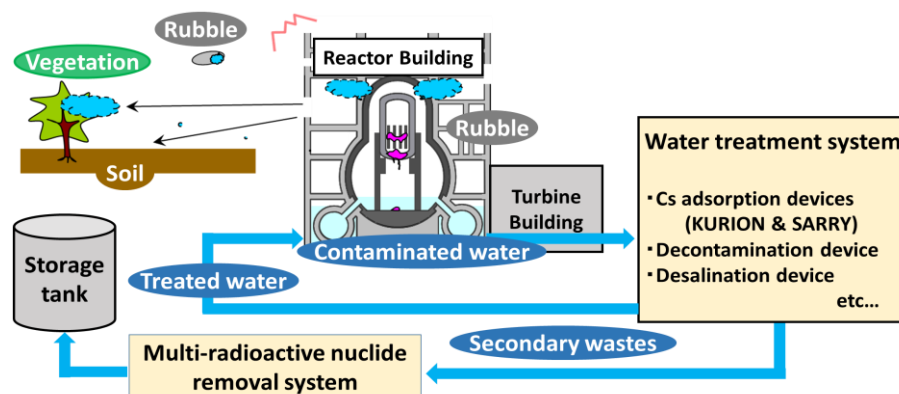 Rubble
Vegetation
Reactor Building
Rubble
Soil
Water treatment system
・Cs adsorption devices
(KURION & SARRY)
・Decontamination device
・Desalination device
etc...
Turbine
Building
Contaminated water
Storage
tank
Treated water
Secondary wastes
Multi-radioactive nuclide
removal system